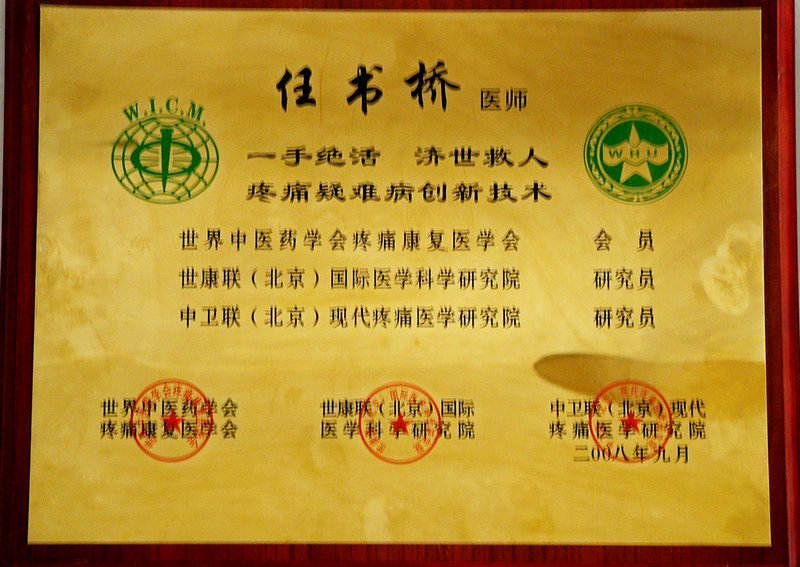 任书桥 医师
W.I.C.M.
WHU
一手绝活 济世救人
疼痛疑难病创新技术
世界中医药学会疼痛康复医学会 会员
世康联(北京)国际医学科学研究院 研究员
中卫联(北京)现代疼痛医学研究院 研究员
世界中医药学会
疼痛康复医学会
世康联(北京)国际
医学科学研究院
中卫联(北京)现代
疼痛医学研究院
二00八年九月